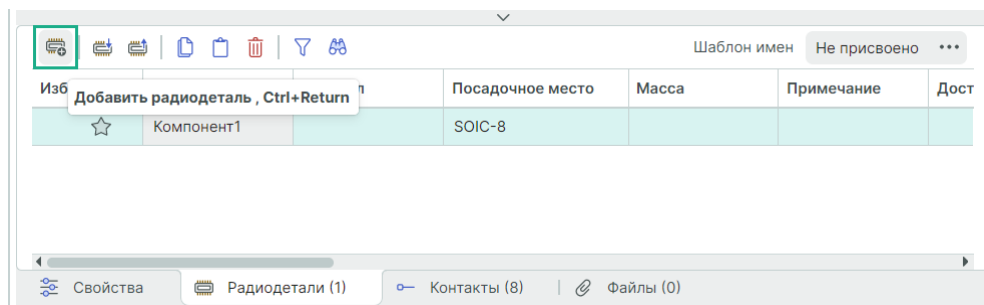 Шаблон имен Не присвоено
Изб Посадочное место Масса Примечание Дост
Добавить радиодеталь , Ctrl+Return
Компонент1 SOIC-8
Свойства Радиодетали (1) Контакты (8) Файлы (0)